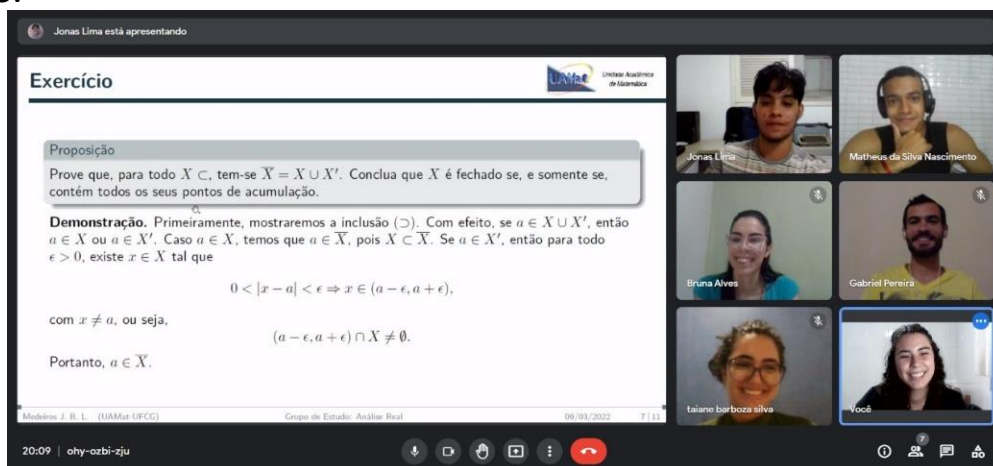 Jonas Lima está apresentando
Exercício
UAMat
Unidade Acadêmica
de Matemática
Proposição
Prove que, para todo X ⊂, tem-se X̅ = X ∪ X′. Conclua que X é fechado se, e somente se,
contém todos os seus pontos de acumulação.
Demonstração. Primeiramente, mostraremos a inclusão (⊃). Com efeito, se a ∈ X ∪ X′, então
a ∈ X ou a ∈ X′. Caso a ∈ X, temos que a ∈ X̅, pois X ⊂ X̅. Se a ∈ X′, então para todo
ϵ > 0, existe x ∈ X tal que
0 < |x − a| < ϵ ⇒ x ∈ (a − ϵ, a + ϵ),
com x ≠ a, ou seja,
(a − ϵ, a + ϵ) ∩ X ≠ ∅.
Portanto, a ∈ X̅.
Medeiros J. B. L. (UAMat-UFCG) Grupo de Estudo: Análise Real 09/03/2022 7 | 11
Jonas Lima
Matheus da Silva Nascimento
Bruna Alves
Gabriel Pereira
taiane barboza silva
Você
20:09 | ohy-ozbi-zju
7